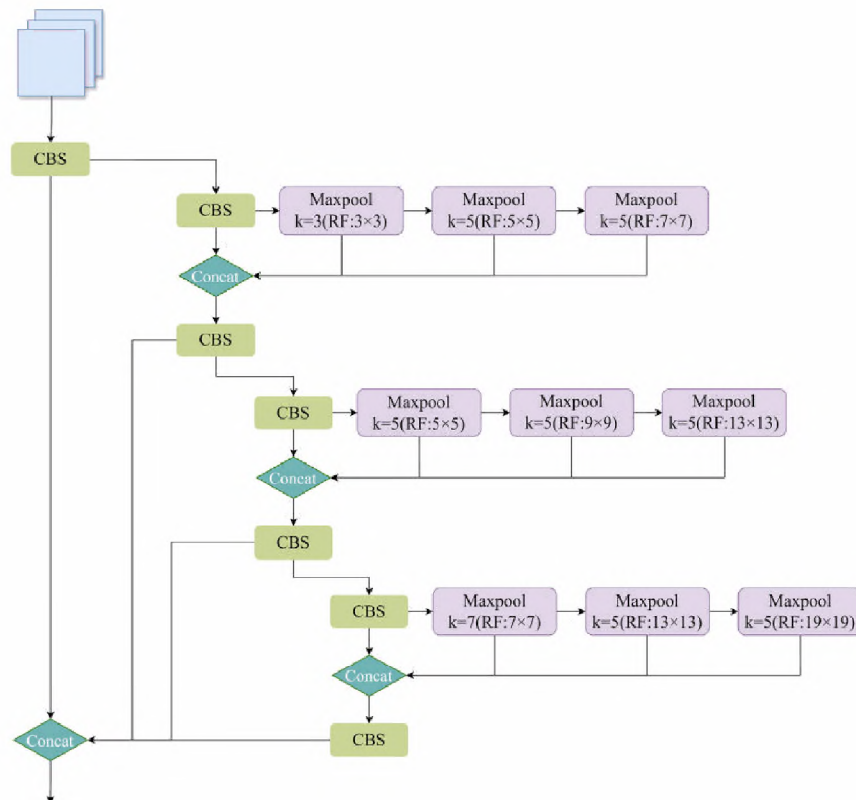 CBS
CBS
Maxpool
k=3(RF:3×3)
Maxpool
k=5(RF:5×5)
Maxpool
k=5(RF:7×7)
Concat
CBS
CBS
Maxpool
k=5(RF:5×5)
Maxpool
k=5(RF:9×9)
Maxpool
k=5(RF:13×13)
Concat
CBS
CBS
Maxpool
k=7(RF:7×7)
Maxpool
k=5(RF:13×13)
Maxpool
k=5(RF:19×19)
Concat
Concat
CBS